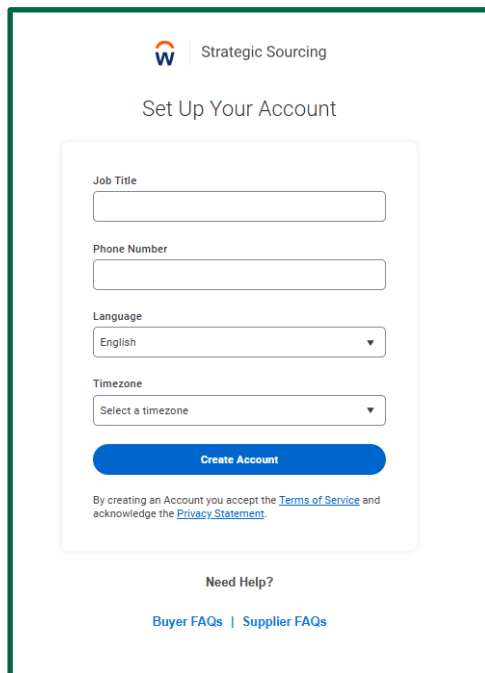 W
Strategic Sourcing
Set Up Your Account
Job Title
Phone Number
Language
English
Timezone
Select a timezone
Create Account
By creating an Account you accept the Terms of Service and
acknowledge the Privacy Statement.
Need Help?
Buyer FAQs | Supplier FAQs